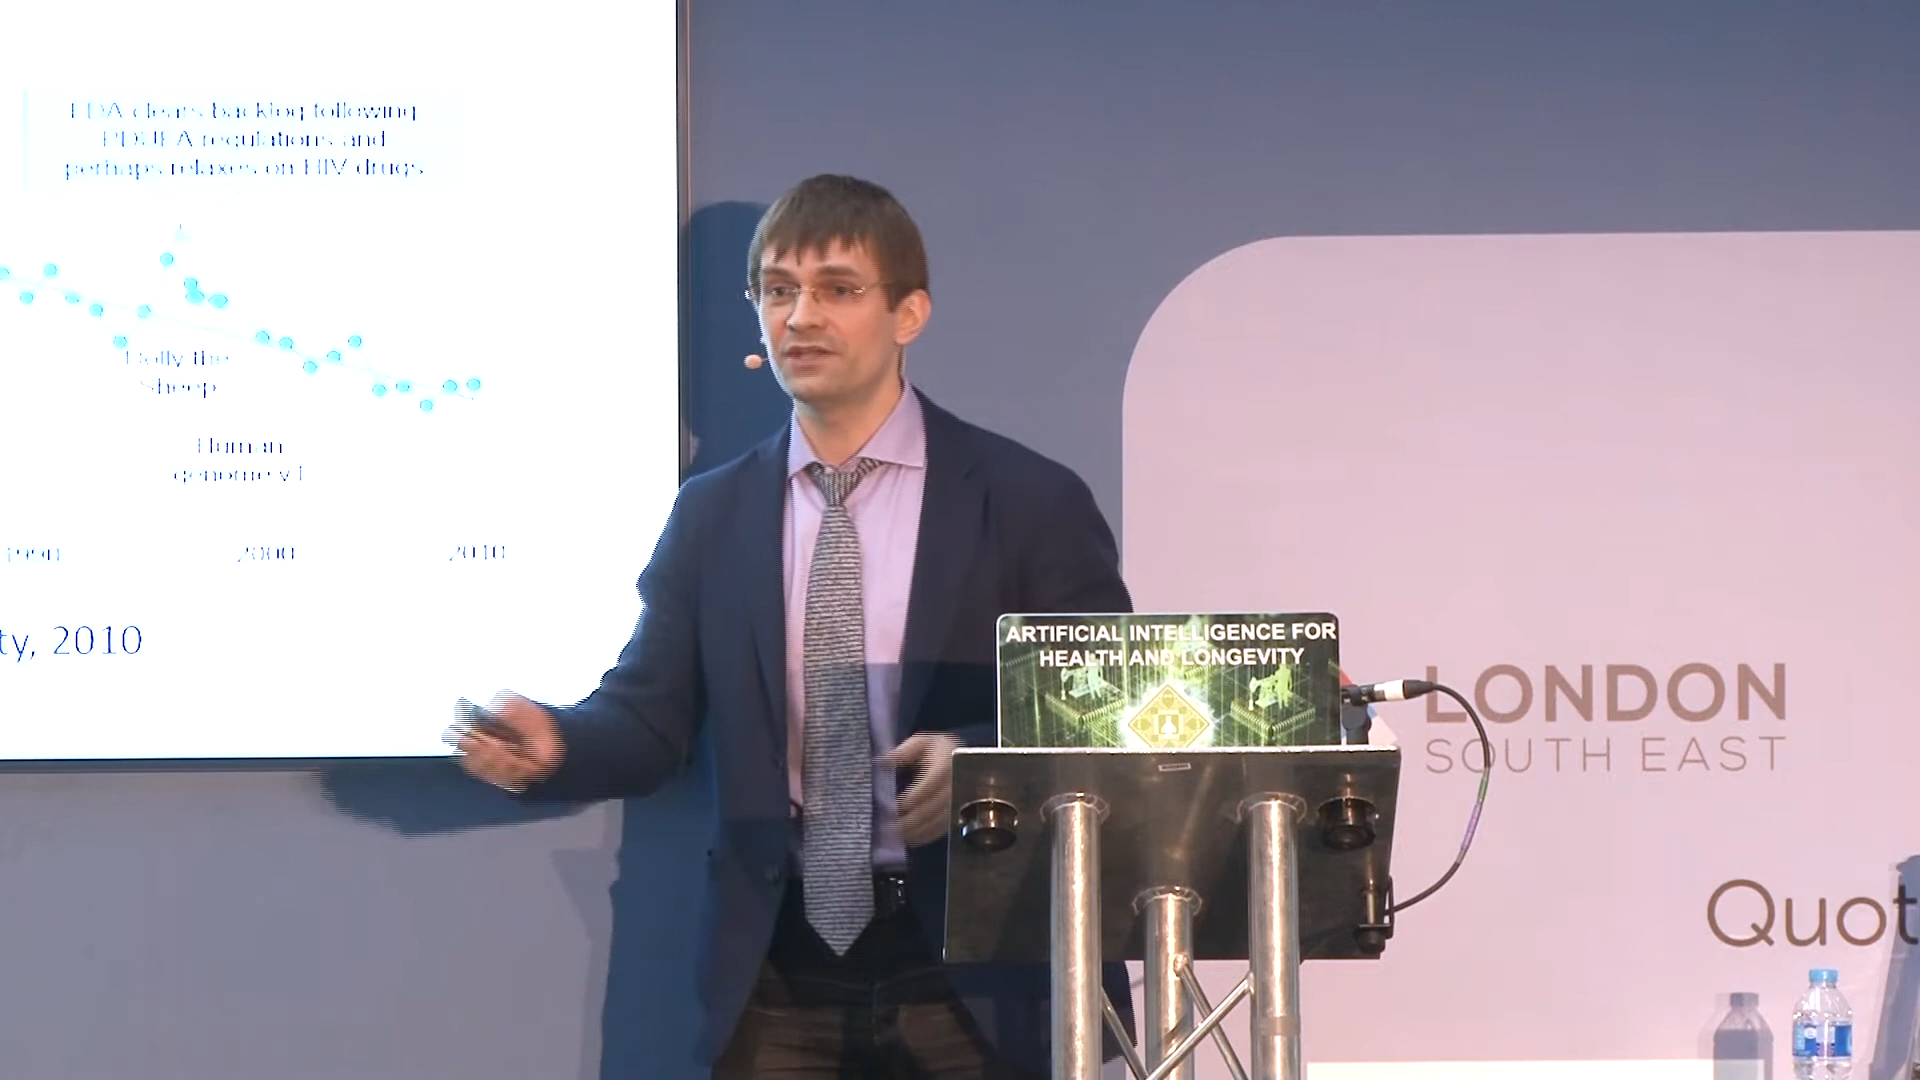 FDA clears backlog following
PDUFA regulations and
perhaps relaxes on HIV drugs
Dolly the
Sheep
Human
genome v1
1990 2000 2010
ty, 2010
ARTIFICIAL INTELLIGENCE FOR
HEALTH AND LONGEVITY
LONDON
SOUTH EAST
Quot